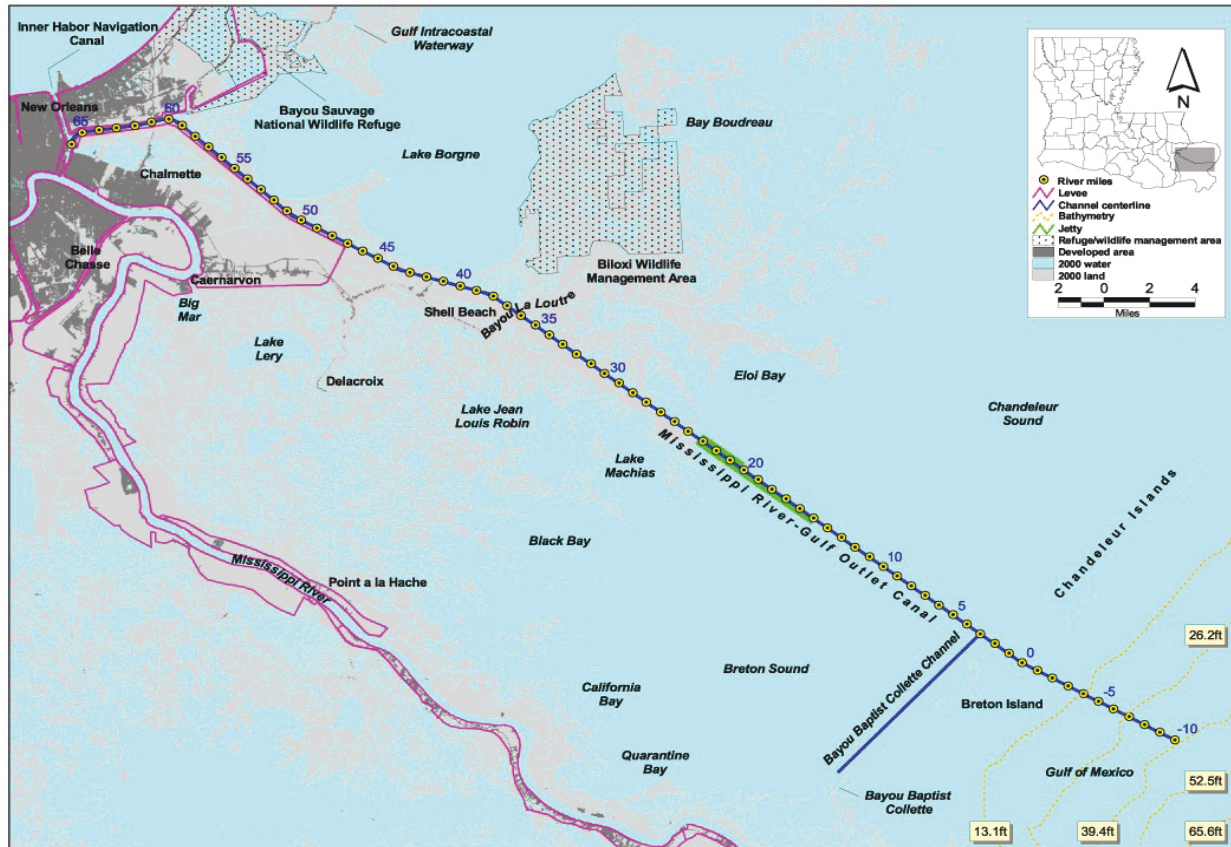 Inner Habor Navigation
Canal
Gulf Intracoastal
Waterway
New Orleans
65
60
Bayou Sauvage
National Wildlife Refuge
Bay Boudreau
Lake Borgne
55
Chalmette
50
Belle
Chasse
45
Caernarvon
40
Biloxi Wildlife
Management Area
Big
Mar
Shell Beach
Bayou La Loutre
35
Lake
Lery
30
Delacroix
Eloi Bay
Lake Jean
Louis Robin
Chandeleur
Sound
Lake
Machias
20
Mississippi River-Gulf Outlet Canal
Chandeleur Islands
Black Bay
10
Mississippi River
Point a la Hache
5
26.2ft
0
Breton Sound
Bayou Baptist Collette Channel
California
Bay
-5
Breton Island
-10
Quarantine
Bay
Gulf of Mexico
52.5ft
Bayou Baptist
Collette
13.1ft
39.4ft
65.6ft
N
River miles
Levee
Channel centerline
Bathymetry
Jetty
Refuge/wildlife management area
Developed area
2000 water
2000 land
2 0 2 4
Miles